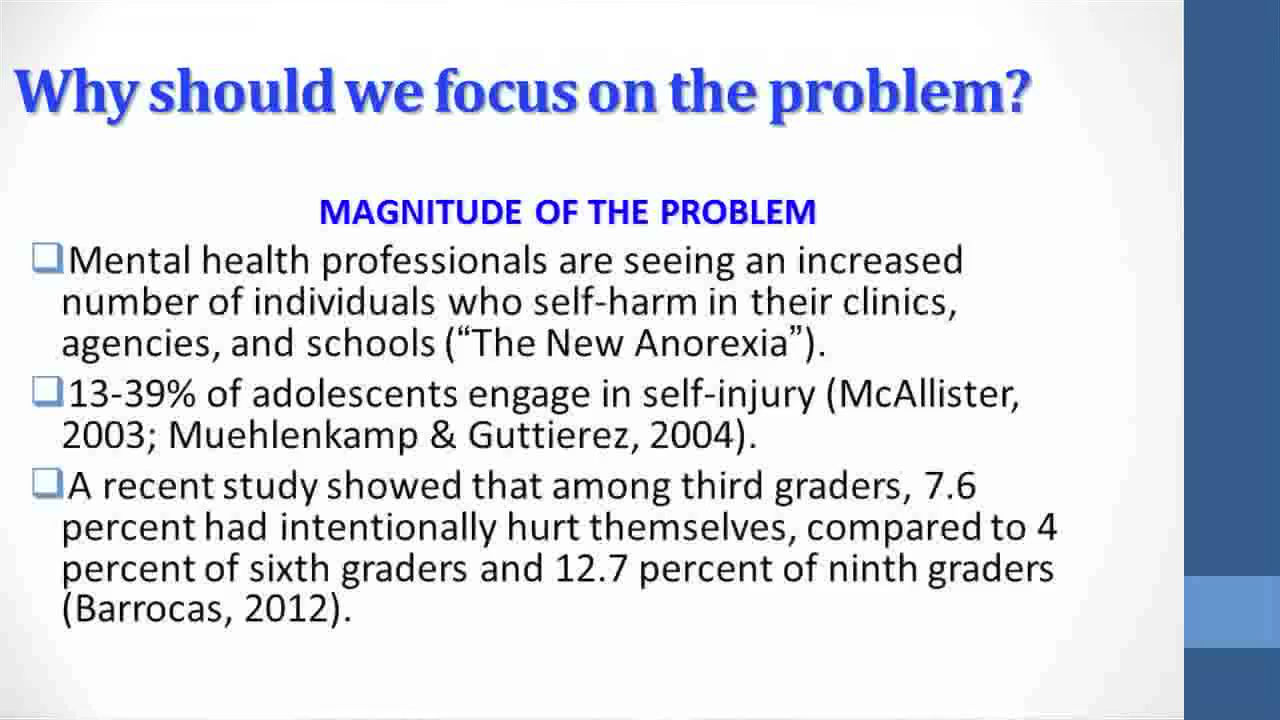 Why should we focus on the problem?
MAGNITUDE OF THE PROBLEM
Mental health professionals are seeing an increased
number of individuals who self-harm in their clinics,
agencies, and schools (“The New Anorexia”).
13-39% of adolescents engage in self-injury (McAllister,
2003; Muehlenkamp & Guttierez, 2004).
A recent study showed that among third graders, 7.6
percent had intentionally hurt themselves, compared to 4
percent of sixth graders and 12.7 percent of ninth graders
(Barrocas, 2012).